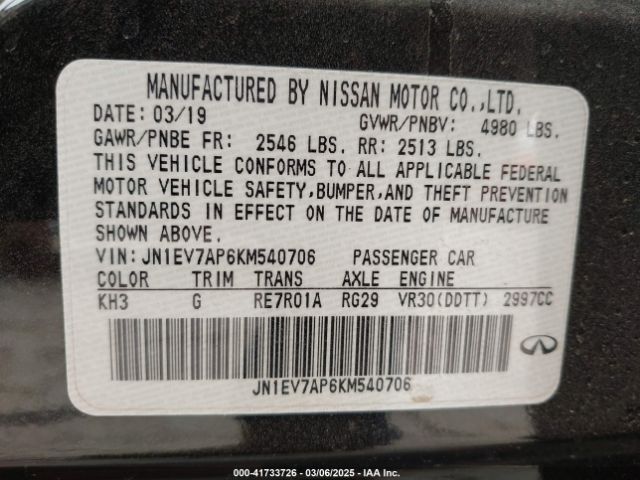 MANUFACTURED BY NISSAN MOTOR CO.,LTD.
DATE: 03/19 GVWR/PNBV: 4980 LBS.
GAWR/PNBE FR: 2546 LBS. RR: 2513 LBS.
THIS VEHICLE CONFORMS TO ALL APPLICABLE FEDERAL
MOTOR VEHICLE SAFETY,BUMPER,AND THEFT PREVENTION
STANDARDS IN EFFECT ON THE DATE OF MANUFACTURE
SHOWN ABOVE.
VIN: JN1EV7AP6KM540706 PASSENGER CAR
COLOR TRIM TRANS AXLE ENGINE
KH3 G RE7R01A RG29 VR30(DDTT) 2997CC
JN1EV7AP6KM540706
000-41733726 - 03/06/2025 - IAA Inc.